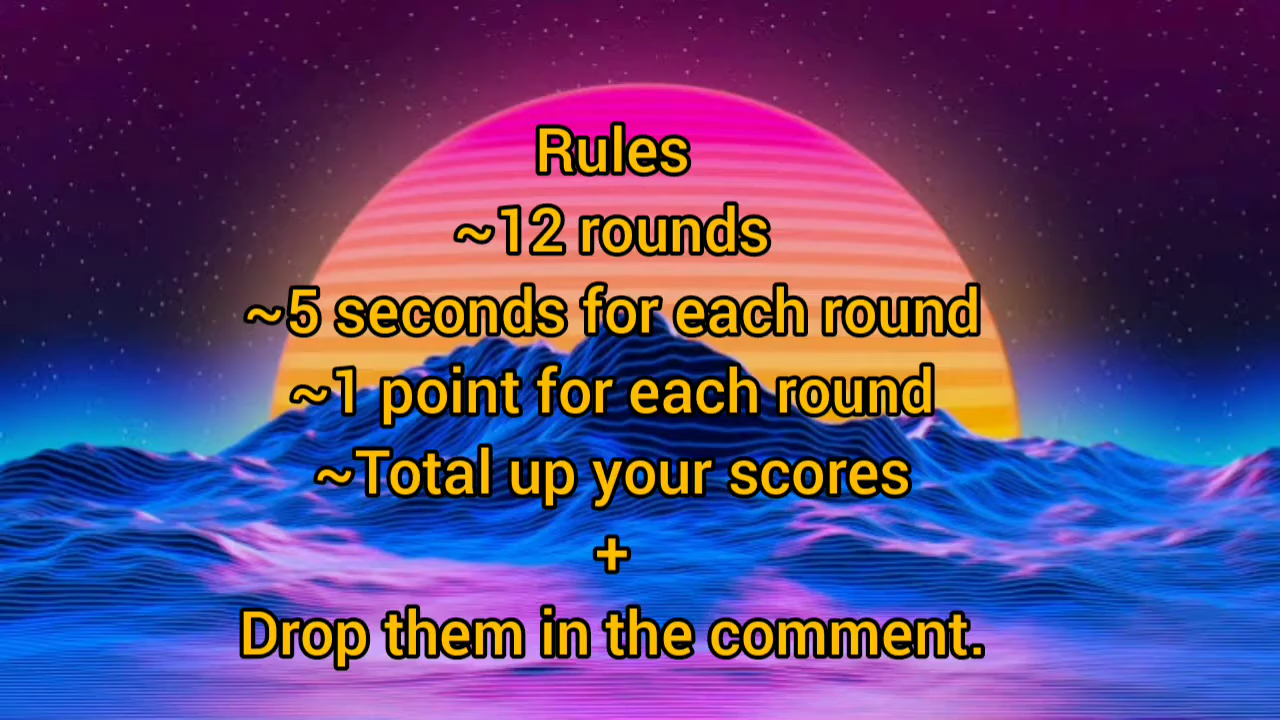 Rules
~12 rounds
~5 seconds for each round
~1 point for each round
~Total up your scores
+
Drop them in the comment.